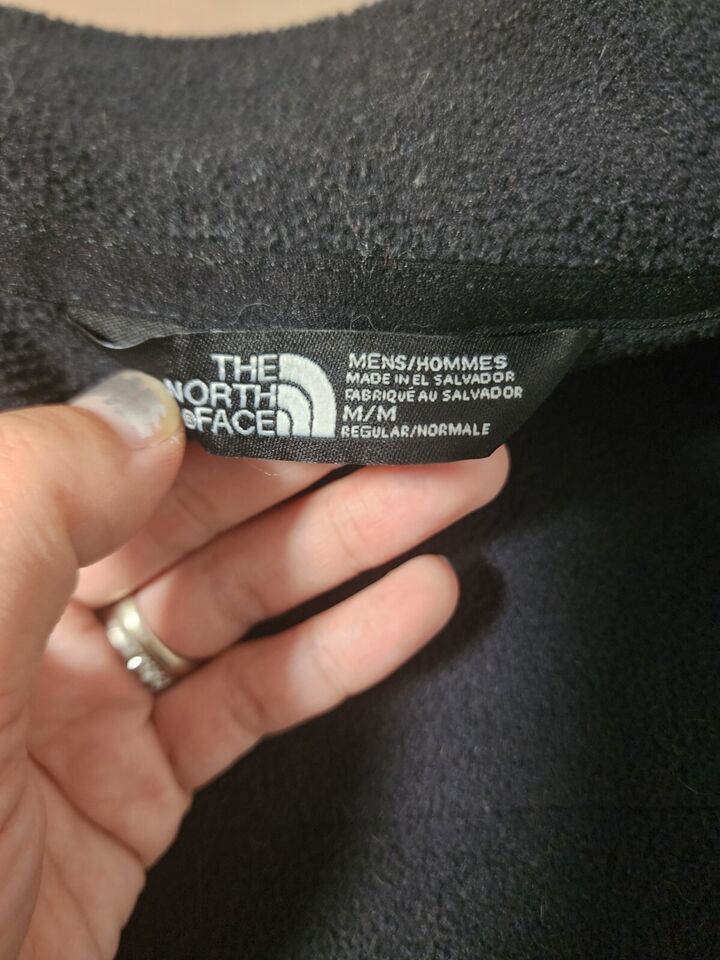 THE
NORTH
®FACE
MENS/HOMMES
MADE IN EL SALVADOR
FABRIQUÉ AU SALVADOR
M/M
REGULAR/NORMALE